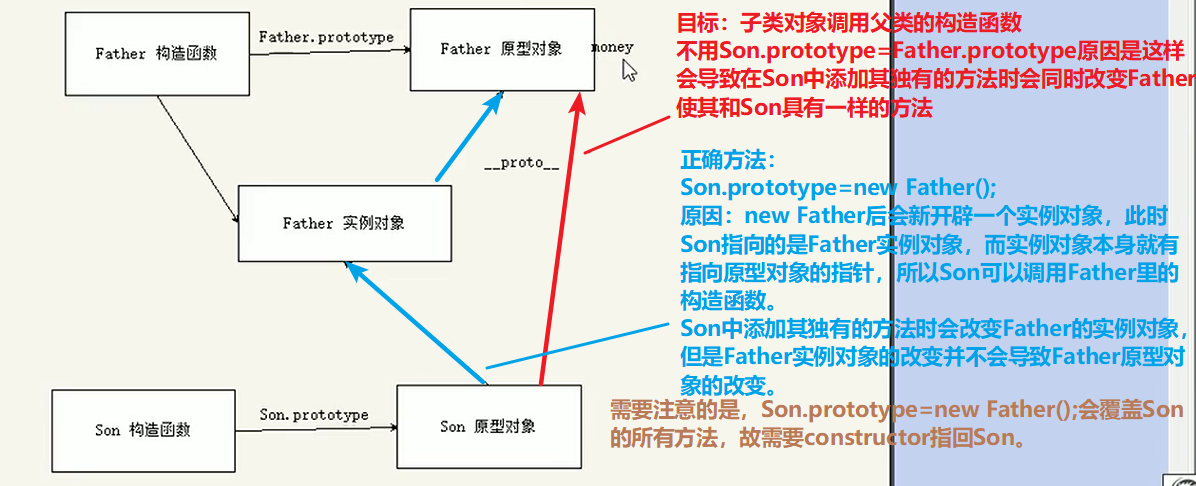 Father 构造函数
Father.prototype
Father 原型对象
money
__proto__
Father 实例对象
Son 构造函数
Son.prototype
Son 原型对象
目标：子类对象调用父类的构造函数
不用Son.prototype=Father.prototype原因是这样
会导致在Son中添加其独有的方法时会同时改变Father
使其和Son具有一样的方法
正确方法：
Son.prototype=new Father();
原因：new Father后会新开辟一个实例对象，此时
Son指向的是Father实例对象，而实例对象本身就有
指向原型对象的指针，所以Son可以调用Father里的
构造函数。
Son中添加其独有的方法时会改变Father的实例对象，
但是Father实例对象的改变并不会导致Father原型对
象的改变。
需要注意的是，Son.prototype=new Father();会覆盖Son
的所有方法，故需要constructor指回Son。